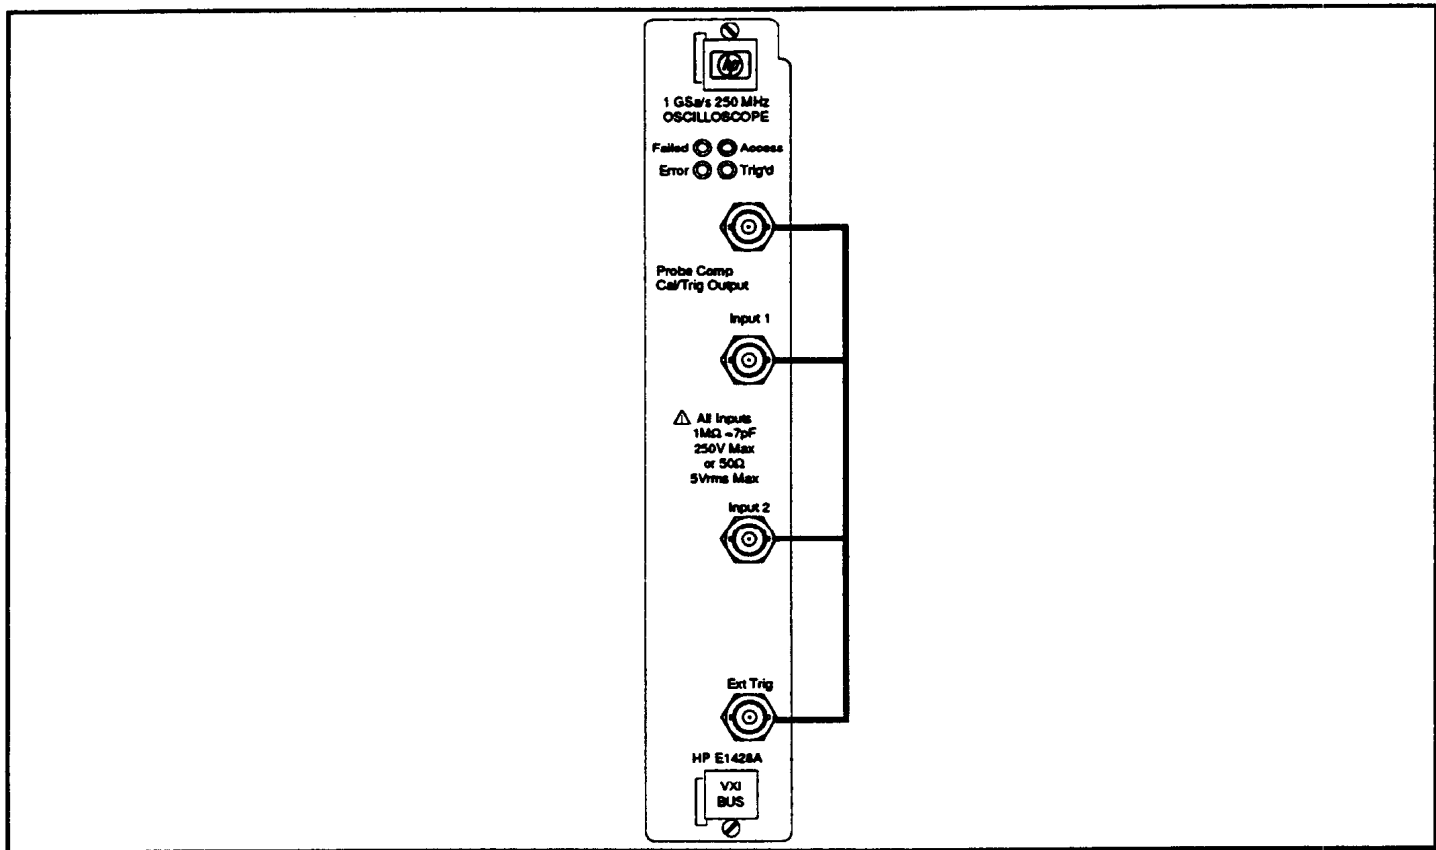 hp
1 GSa/s 250 MHz
OSCILLOSCOPE
Failed Access
Error Trig'd
Probe Comp
Cal/Trig Output
Input 1
⚠ All Inputs
1MΩ ~7pF
250V Max
or 50Ω
5Vrms Max
Input 2
Ext Trig
HP E1428A
VXI
BUS